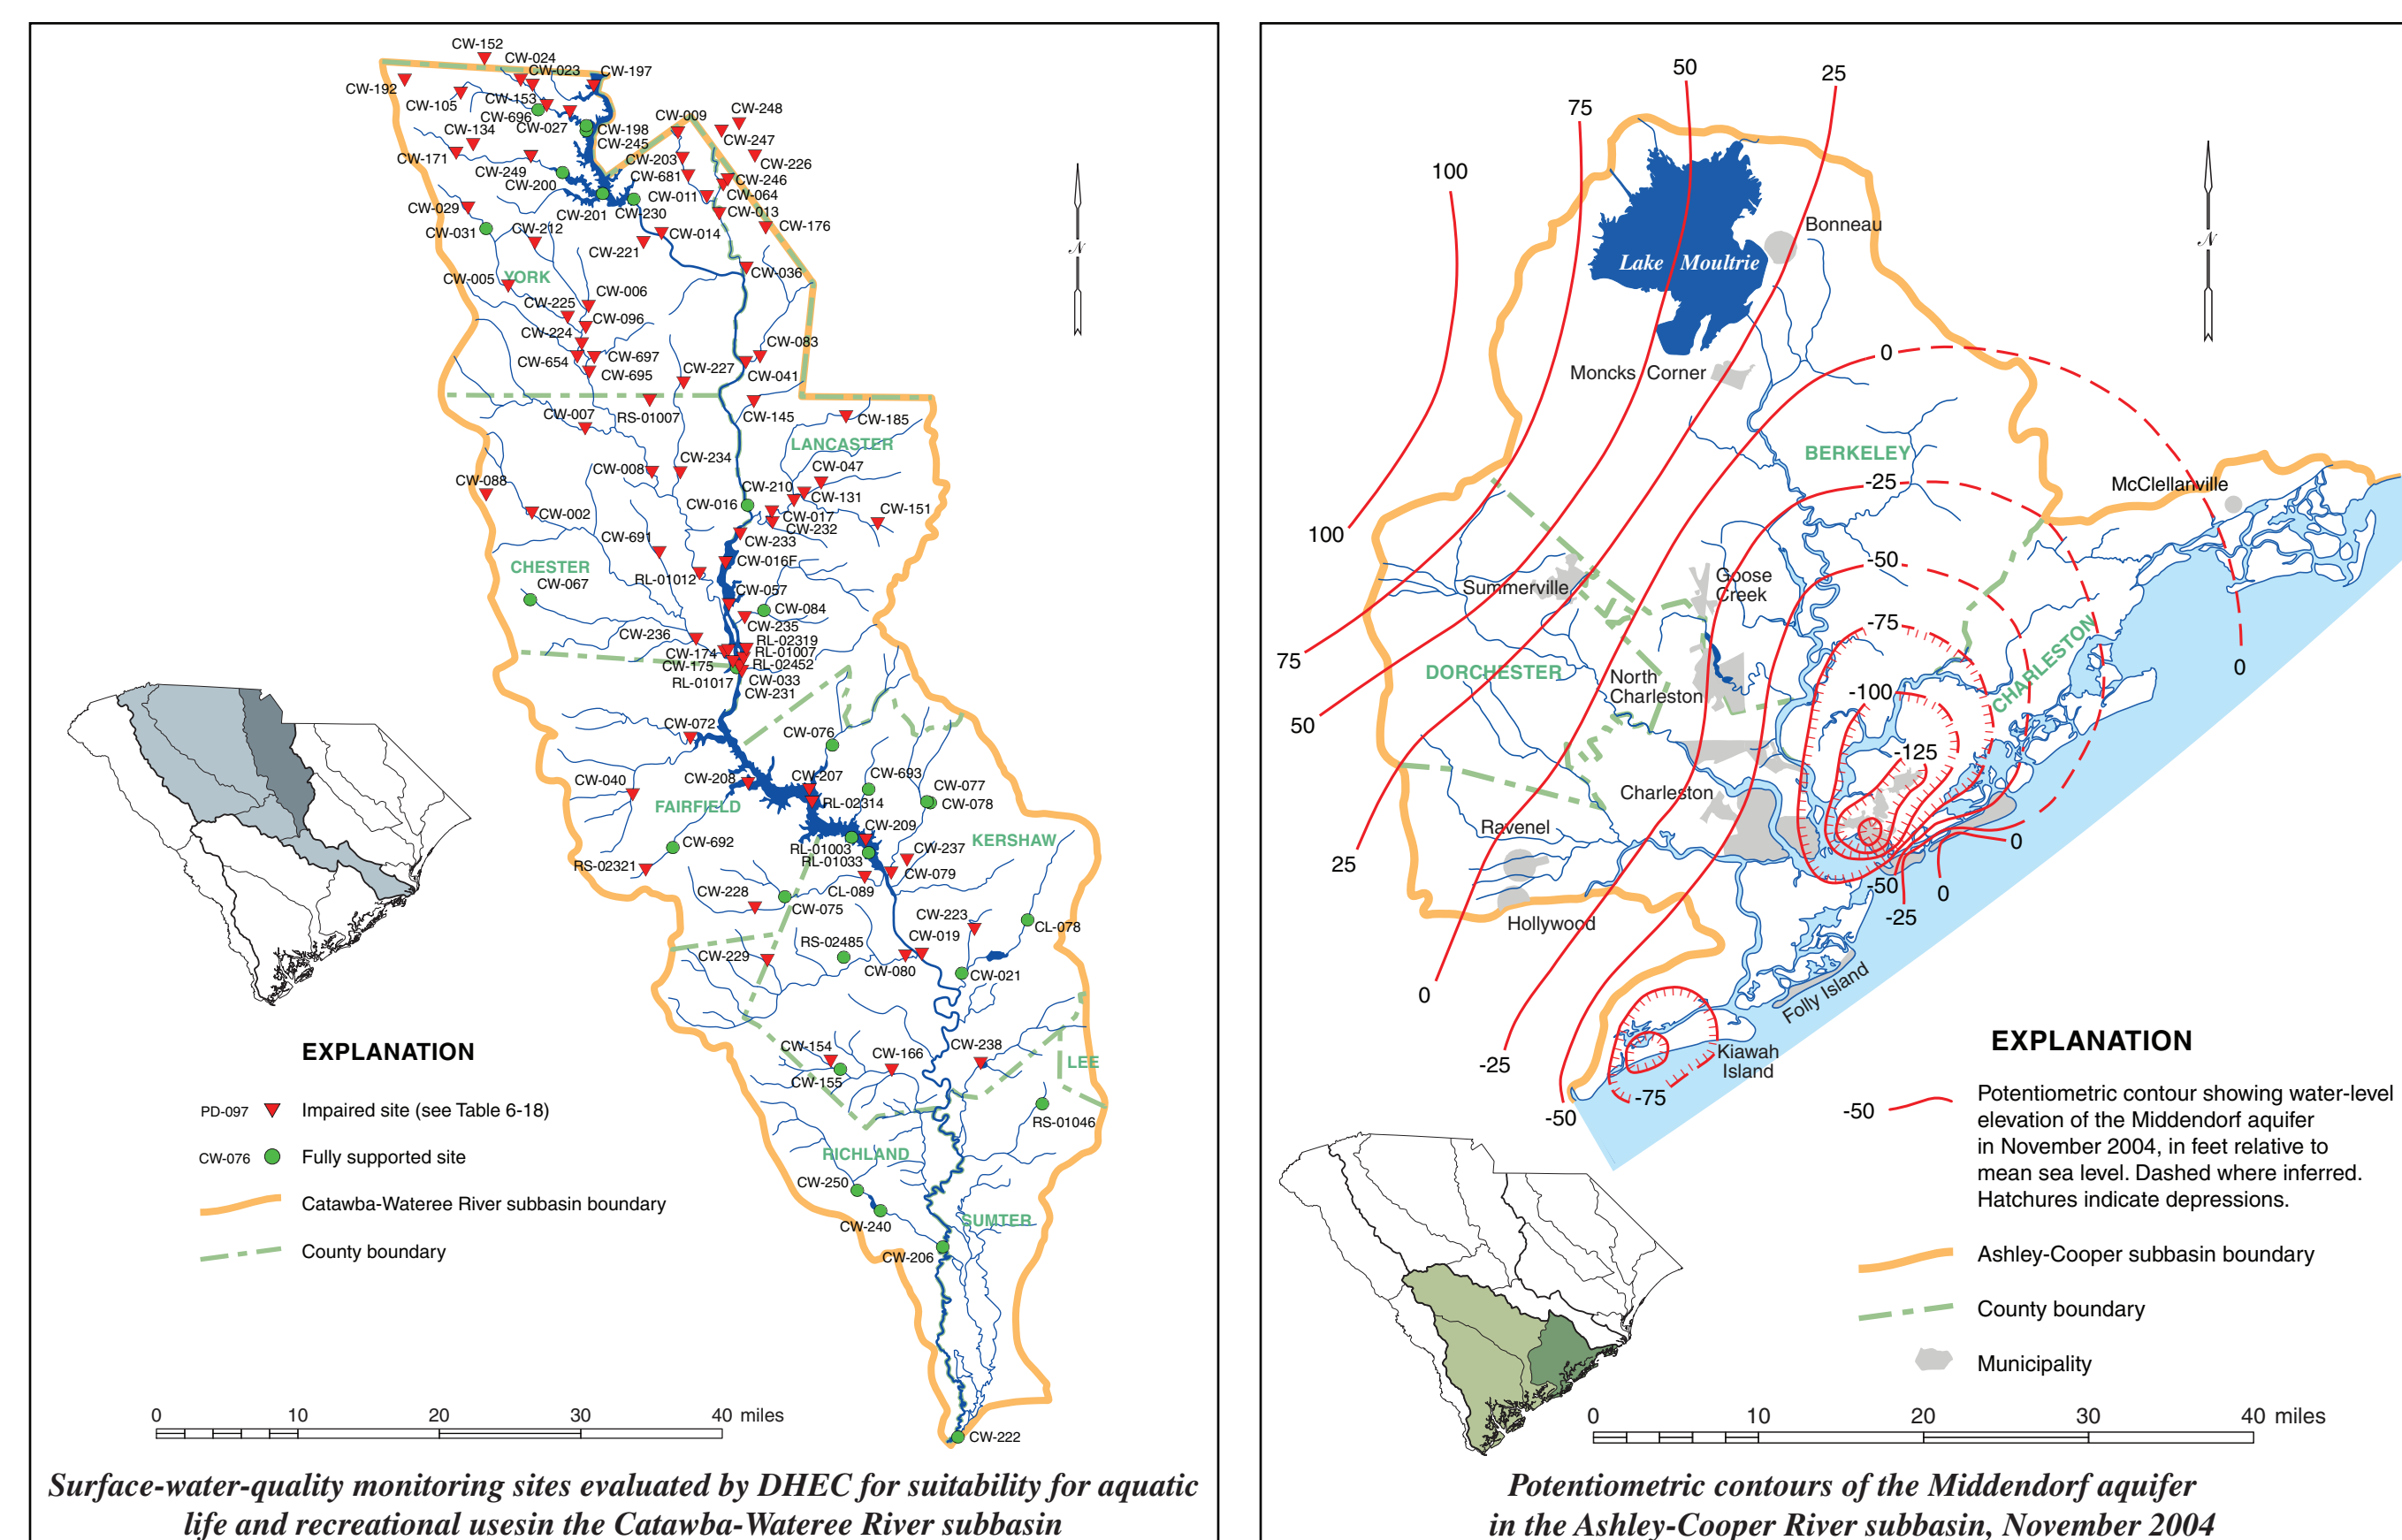 CW-152
CW-024
CW-023
CW-197
CW-192
CW-105
CW-153
CW-696
CW-027
CW-198
CW-009
CW-248
CW-134
CW-245
CW-247
CW-171
CW-203
CW-226
CW-249
CW-681
CW-246
CW-200
CW-011
CW-064
CW-029
CW-201
CW-230
CW-013
CW-031
CW-212
CW-014
CW-176
CW-221
YORK
CW-005
CW-036
CW-225
CW-006
CW-096
CW-224
CW-083
CW-654
CW-697
CW-227
CW-695
CW-041
CW-007
RS-01007
CW-145
CW-185
LANCASTER
CW-008
CW-234
CW-047
CW-088
CW-210
CW-131
CW-016
CW-151
CW-002
CW-017
CW-232
CW-691
CW-233
CW-016F
CHESTER
CW-067
RL-01012
CW-057
CW-084
CW-235
CW-236
RL-02319
CW-174
RL-01007
CW-175
RL-02452
RL-01017
CW-033
CW-231
CW-072
CW-076
CW-040
CW-208
CW-207
CW-693
CW-077
FAIRFIELD
RL-02314
CW-078
CW-209
KERSHAW
CW-692
RL-01003
RL-01033
CW-237
RS-02321
CW-079
CW-228
CL-089
CW-075
CW-223
CL-078
RS-02485
CW-019
CW-229
CW-080
CW-021
CW-154
CW-166
CW-238
LEE
CW-155
RS-01046
RICHLAND
CW-250
CW-240
SUMTER
CW-206
CW-222
N
EXPLANATION
PD-097 Impaired site (see Table 6-18)
CW-076 Fully supported site
Catawba-Wateree River subbasin boundary
County boundary
0 10 20 30 40 miles
Surface-water-quality monitoring sites evaluated by DHEC for suitability for aquatic
life and recreational usesin the Catawba-Wateree River subbasin
50
25
75
100
Bonneau
N
Lake Moultrie
0
Moncks Corner
BERKELEY
-25
McClellanville
100
-50
Goose
Creek
Summerville
-75
75
DORCHESTER
North
Charleston
CHARLESTON
0
-100
50
-125
Charleston
Ravenel
0
25
-50
0
-25
Hollywood
0
Folly Island
-25
Kiawah
Island
-75
-50
EXPLANATION
-50
Potentiometric contour showing water-level
elevation of the Middendorf aquifer
in November 2004, in feet relative to
mean sea level. Dashed where inferred.
Hatchures indicate depressions.
Ashley-Cooper subbasin boundary
County boundary
Municipality
0 10 20 30 40 miles
Potentiometric contours of the Middendorf aquifer
in the Ashley-Cooper River subbasin, November 2004